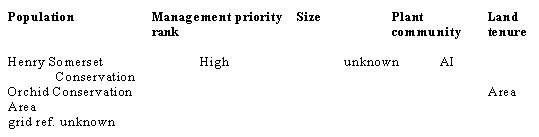 Population Management priority Size Plant Land
rank community tenure
Henry Somerset High unknown AI
Conservation
Orchid Conservation Area
Area
grid ref. unknown